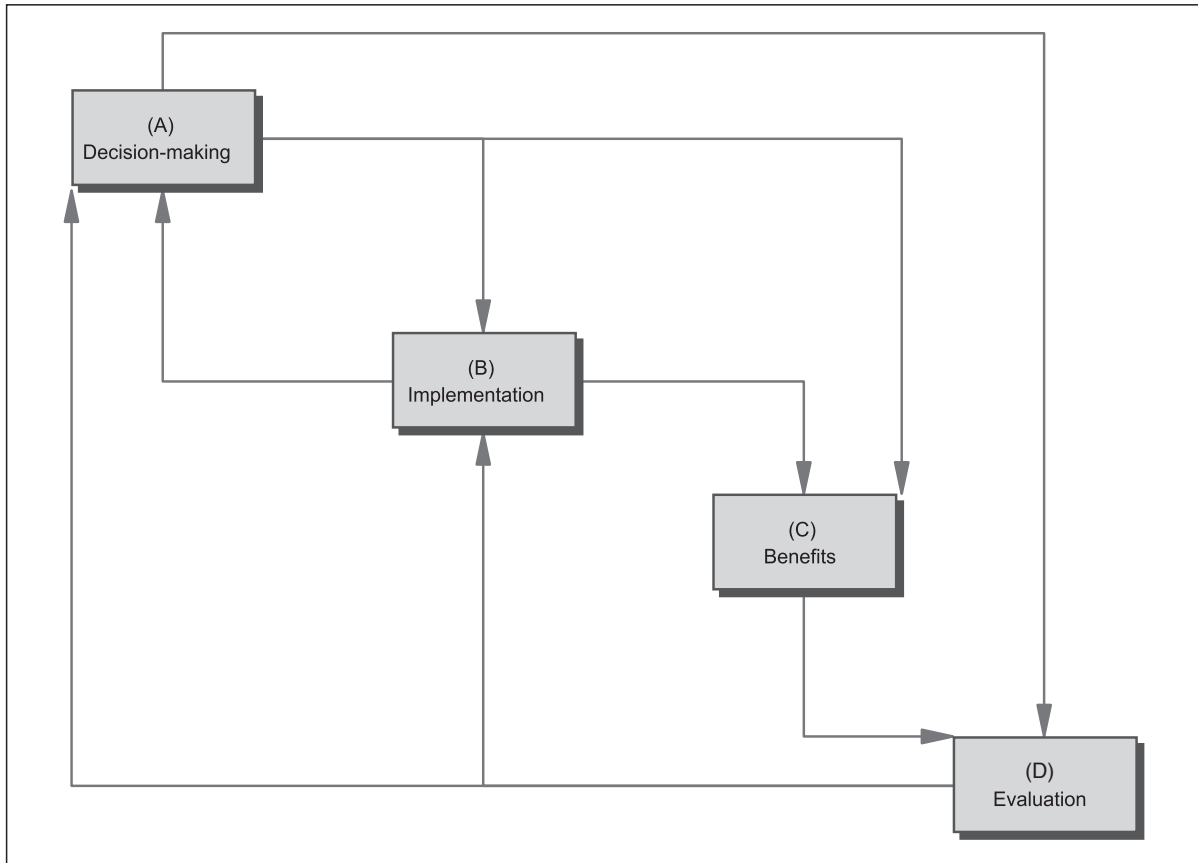 (A)
Decision-making
(B)
Implementation
(C)
Benefits
(D)
Evaluation